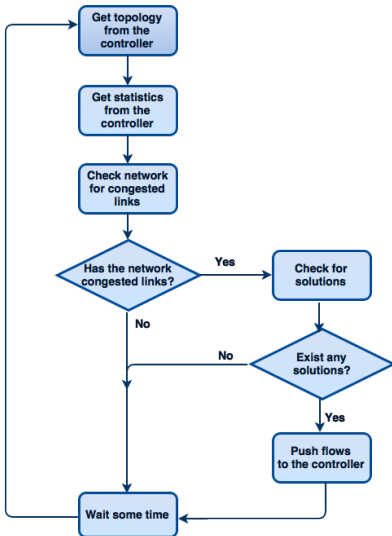 Get topology
from the
controller
Get statistics
from the
controller
Check network
for congested
links
Has the network
congested links?
Yes
Check for
solutions
No
No
Exist any
solutions?
Yes
Push flows
to the controller
Wait some time